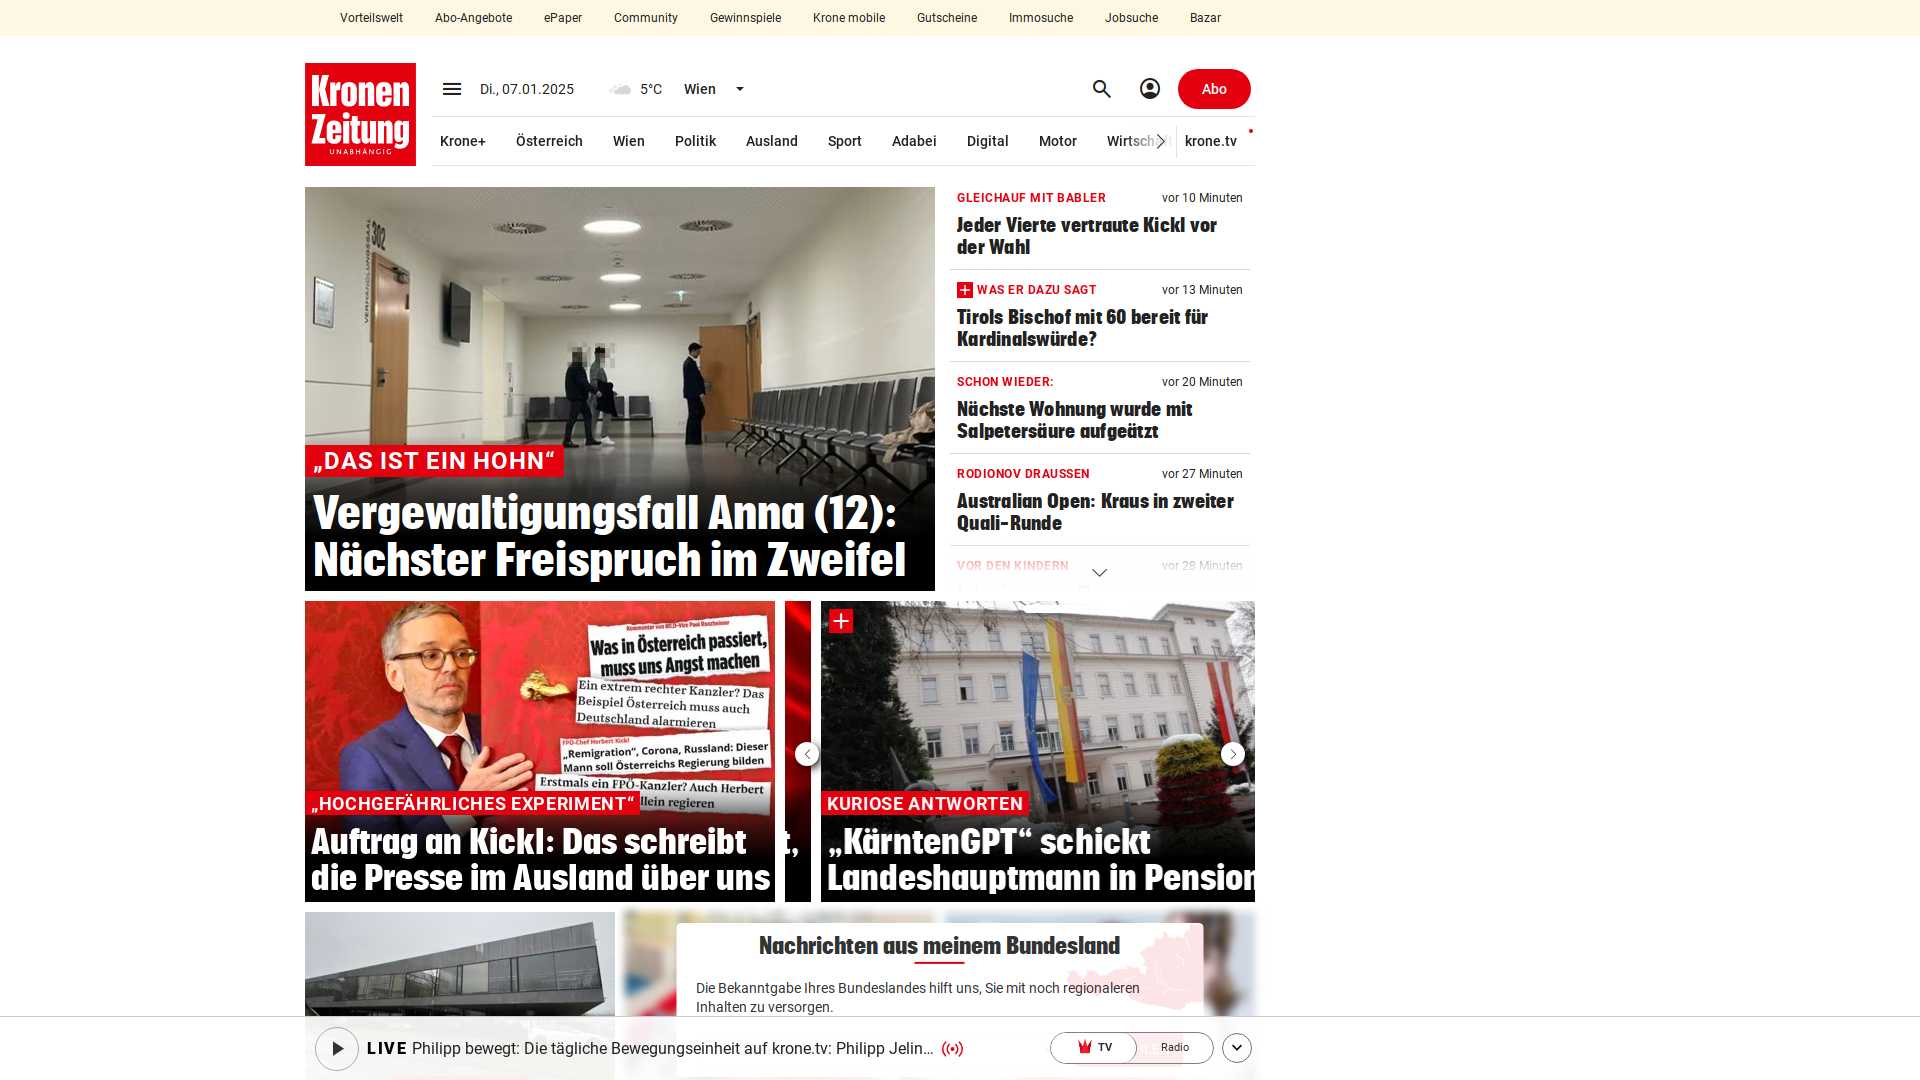 Vorteilswelt
Abo-Angebote
ePaper
Community
Gewinnspiele
Krone mobile
Gutscheine
Immosuche
Jobsuche
Bazar
Kronen
Zeitung
UNABHÄNGIG
Di., 07.01.2025
5°C
Wien
Abo
Krone+
Österreich
Wien
Politik
Ausland
Sport
Adabei
Digital
Motor
krone.tv
VERHANDLUNGSSAAL
302
„DAS IST EIN HOHN“
Vergewaltigungsfall Anna (12):
Nächster Freispruch im Zweifel
GLEICHAUF MIT BABLER
vor 10 Minuten
Jeder Vierte vertraute Kickl vor
der Wahl
WAS ER DAZU SAGT
vor 13 Minuten
Tirols Bischof mit 60 bereit für
Kardinalswürde?
SCHON WIEDER:
vor 20 Minuten
Nächste Wohnung wurde mit
Salpetersäure aufgeätzt
RODIONOV DRAUSSEN
vor 27 Minuten
Australian Open: Kraus in zweiter
Quali-Runde
VOR DEN KINDERN
vor 28 Minuten
Was in Österreich passiert,
muss uns Angst machen
Ein extrem rechter Kanzler? Das
Beispiel Österreich muss auch
Deutschland alarmieren
FPÖ-Chef Herbert Kickl
„Remigration“, Corona, Russland: Dieser
Mann soll Österreichs Regierung bilden
Erstmals ein FPÖ-Kanzler? Auch Herbert
allein regieren
„HOCHGEFÄHRLICHES EXPERIMENT“
Auftrag an Kickl: Das schreibt
die Presse im Ausland über uns
t,
KURIOSE ANTWORTEN
„KärntenGPT“ schickt
Landeshauptmann in Pension
Nachrichten aus meinem Bundesland
Die Bekanntgabe Ihres Bundeslandes hilft uns, Sie mit noch regionaleren
Inhalten zu versorgen.
LIVE Philipp bewegt: Die tägliche Bewegungseinheit auf krone.tv: Philipp Jelin…
TV
Radio